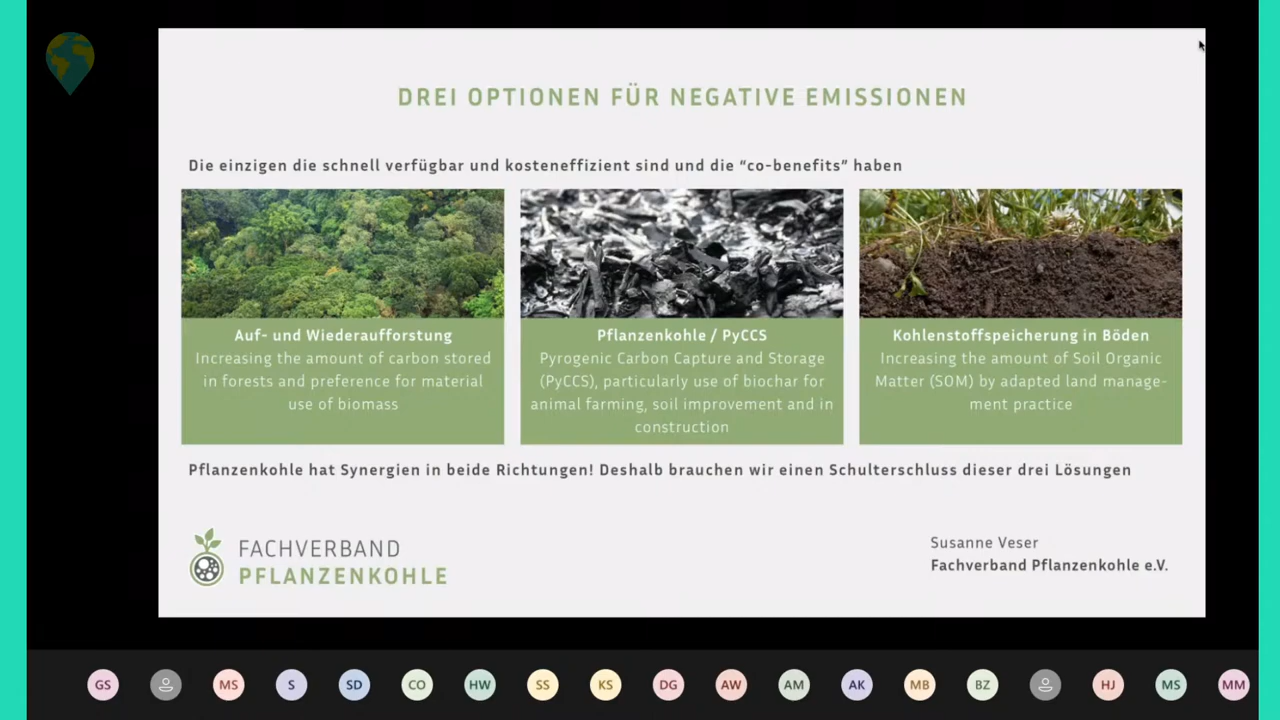 DREI OPTIONEN FÜR NEGATIVE EMISSIONEN
Die einzigen die schnell verfügbar und kosteneffizient sind und die “co-benefits” haben
Auf- und Wiederaufforstung
Increasing the amount of carbon stored
in forests and preference for material
use of biomass
Pflanzenkohle / PyCCS
Pyrogenic Carbon Capture and Storage
(PyCCS), particularly use of biochar for
animal farming, soil improvement and in
construction
Kohlenstoffspeicherung in Böden
Increasing the amount of Soil Organic
Matter (SOM) by adapted land manage-
ment practice
Pflanzenkohle hat Synergien in beide Richtungen! Deshalb brauchen wir einen Schulterschluss dieser drei Lösungen
FACHVERBAND
PFLANZENKOHLE
Susanne Veser
Fachverband Pflanzenkohle e.V.
GS MS S SD CO HW SS KS DG AW AM AK MB BZ HJ MS MM